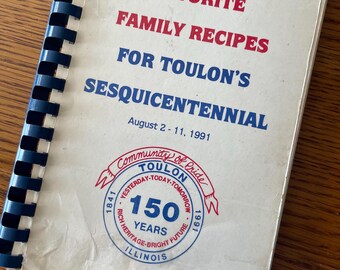 FAVORITE
FAMILY RECIPES
FOR TOULON'S
SESQUICENTENNIAL
August 2 - 11, 1991
Community of Pride
TOULON
YESTERDAY-TODAY-TOMORROW
1841
150
YEARS
1991
RICH HERITAGE-BRIGHT FUTURE
ILLINOIS